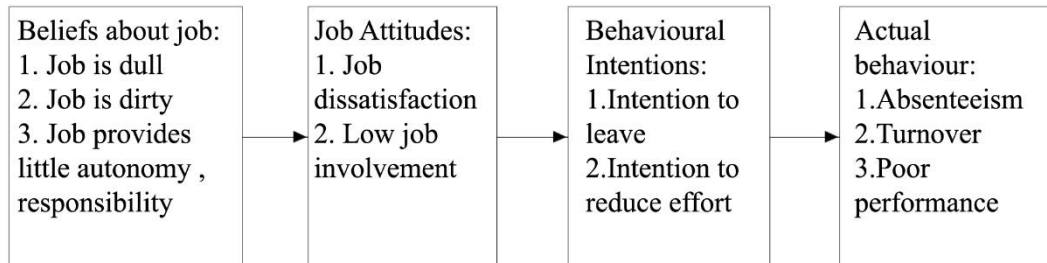 Beliefs about job:
1. Job is dull
2. Job is dirty
3. Job provides
little autonomy ,
responsibility
Job Attitudes:
1. Job
dissatisfaction
2. Low job
involvement
Behavioural
Intentions:
1.Intention to
leave
2.Intention to
reduce effort
Actual
behaviour:
1.Absenteeism
2.Turnover
3.Poor
performance